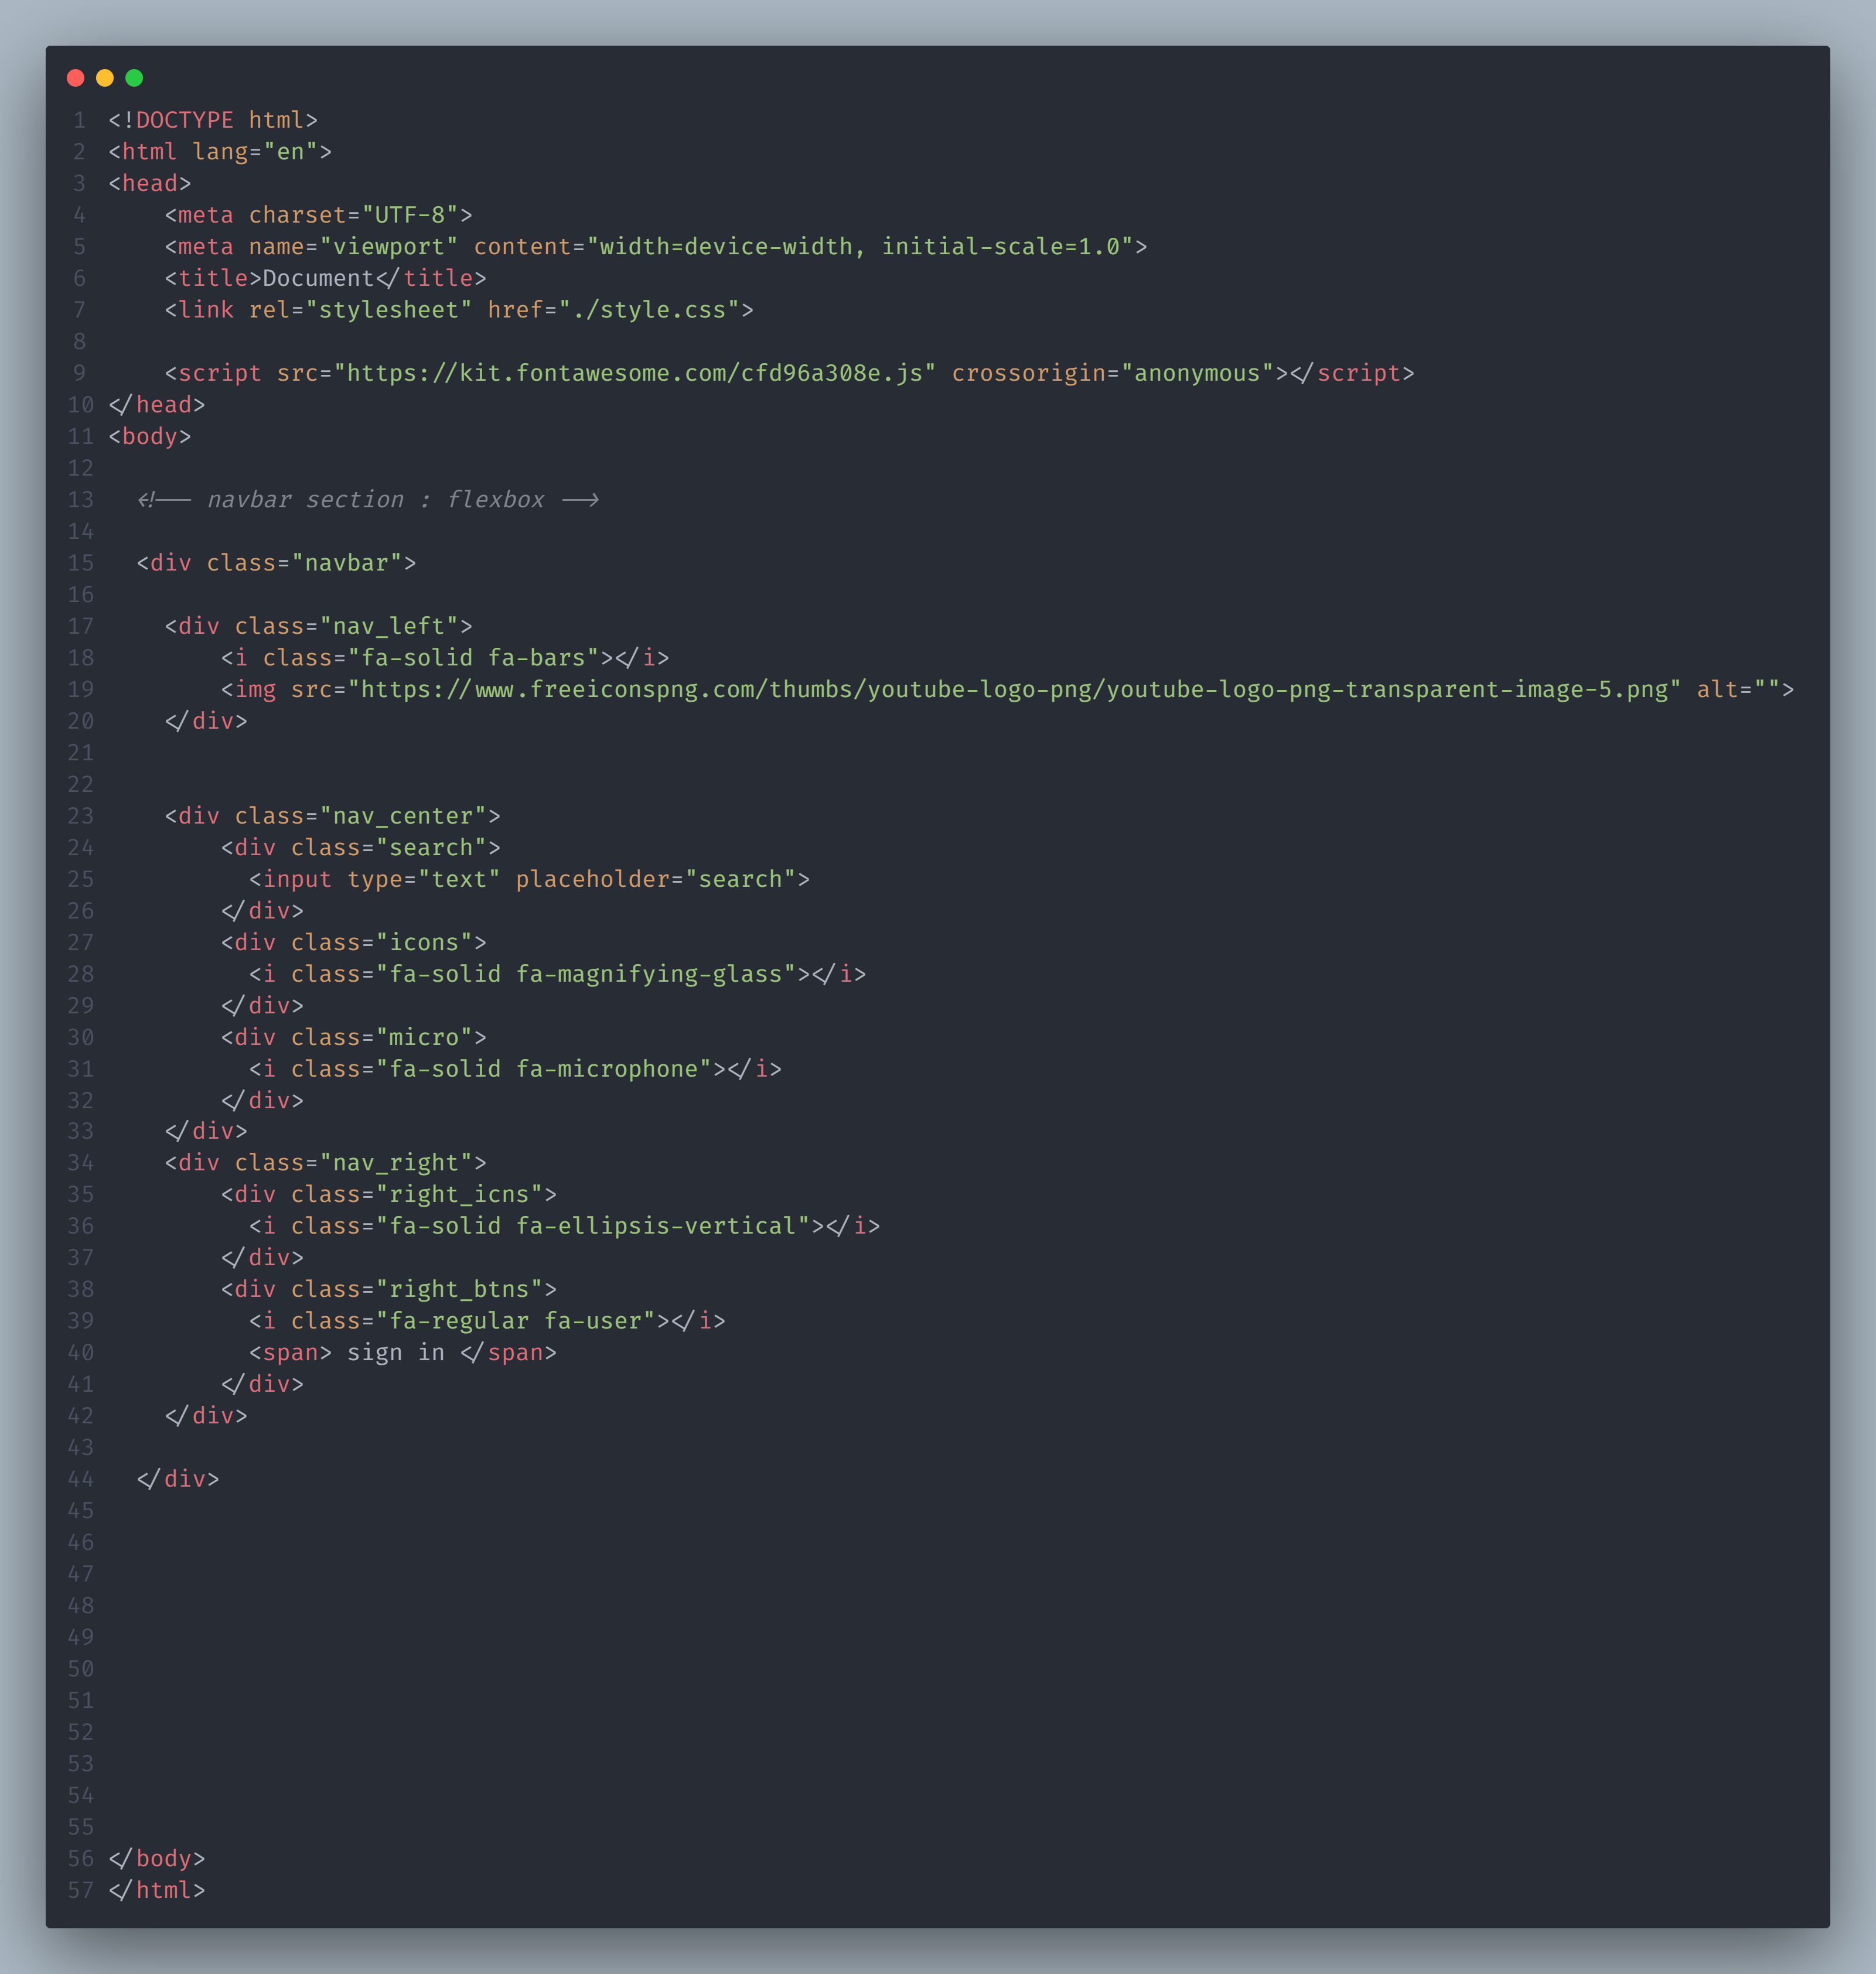 1 <!DOCTYPE html>
2 <html lang="en">
3 <head>
4     <meta charset="UTF-8">
5     <meta name="viewport" content="width=device-width, initial-scale=1.0">
6     <title>Document</title>
7     <link rel="stylesheet" href="./style.css">
8
9     <script src="https://kit.fontawesome.com/cfd96a308e.js" crossorigin="anonymous"></script>
10 </head>
11 <body>
12
13   <!-- navbar section : flexbox -->
14
15   <div class="navbar">
16
17     <div class="nav_left">
18         <i class="fa-solid fa-bars"></i>
19         <img src="https://www.freeiconspng.com/thumbs/youtube-logo-png/youtube-logo-png-transparent-image-5.png" alt="">
20     </div>
21
22
23     <div class="nav_center">
24         <div class="search">
25           <input type="text" placeholder="search">
26         </div>
27         <div class="icons">
28           <i class="fa-solid fa-magnifying-glass"></i>
29         </div>
30         <div class="micro">
31           <i class="fa-solid fa-microphone"></i>
32         </div>
33     </div>
34     <div class="nav_right">
35         <div class="right_icns">
36           <i class="fa-solid fa-ellipsis-vertical"></i>
37         </div>
38         <div class="right_btns">
39           <i class="fa-regular fa-user"></i>
40           <span> sign in </span>
41         </div>
42     </div>
43
44   </div>
45
46
47
48
49
50
51
52
53
54
55
56 </body>
57 </html>